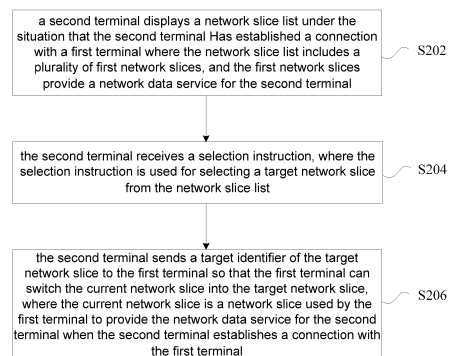 a second terminal displays a network slice list under the
situation that the second terminal Has established a connection
with a first terminal where the network slice list includes a
plurality of first network slices, and the first network slices
provide a network data service for the second terminal
S202
the second terminal receives a selection instruction, where the
selection instruction is used for selecting a target network slice
from the network slice list
S204
the second terminal sends a target identifier of the target
network slice to the first terminal so that the first terminal can
switch the current network slice into the target network slice,
where the current network slice is a network slice used by the
first terminal to provide the network data service for the second
terminal when the second terminal establishes a connection with
the first terminal
S206